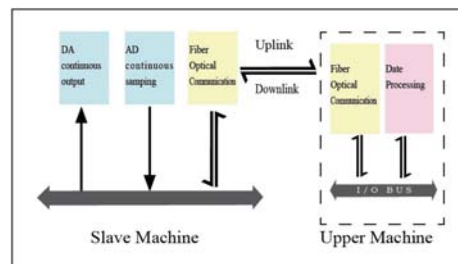 DA
continuous
output
AD
continuous
samping
Fiber
Optical
Communication
Uplink
Downlink
Fiber
Optical
Communication
Date
Processing
I/O BUS
Slave Machine
Upper Machine